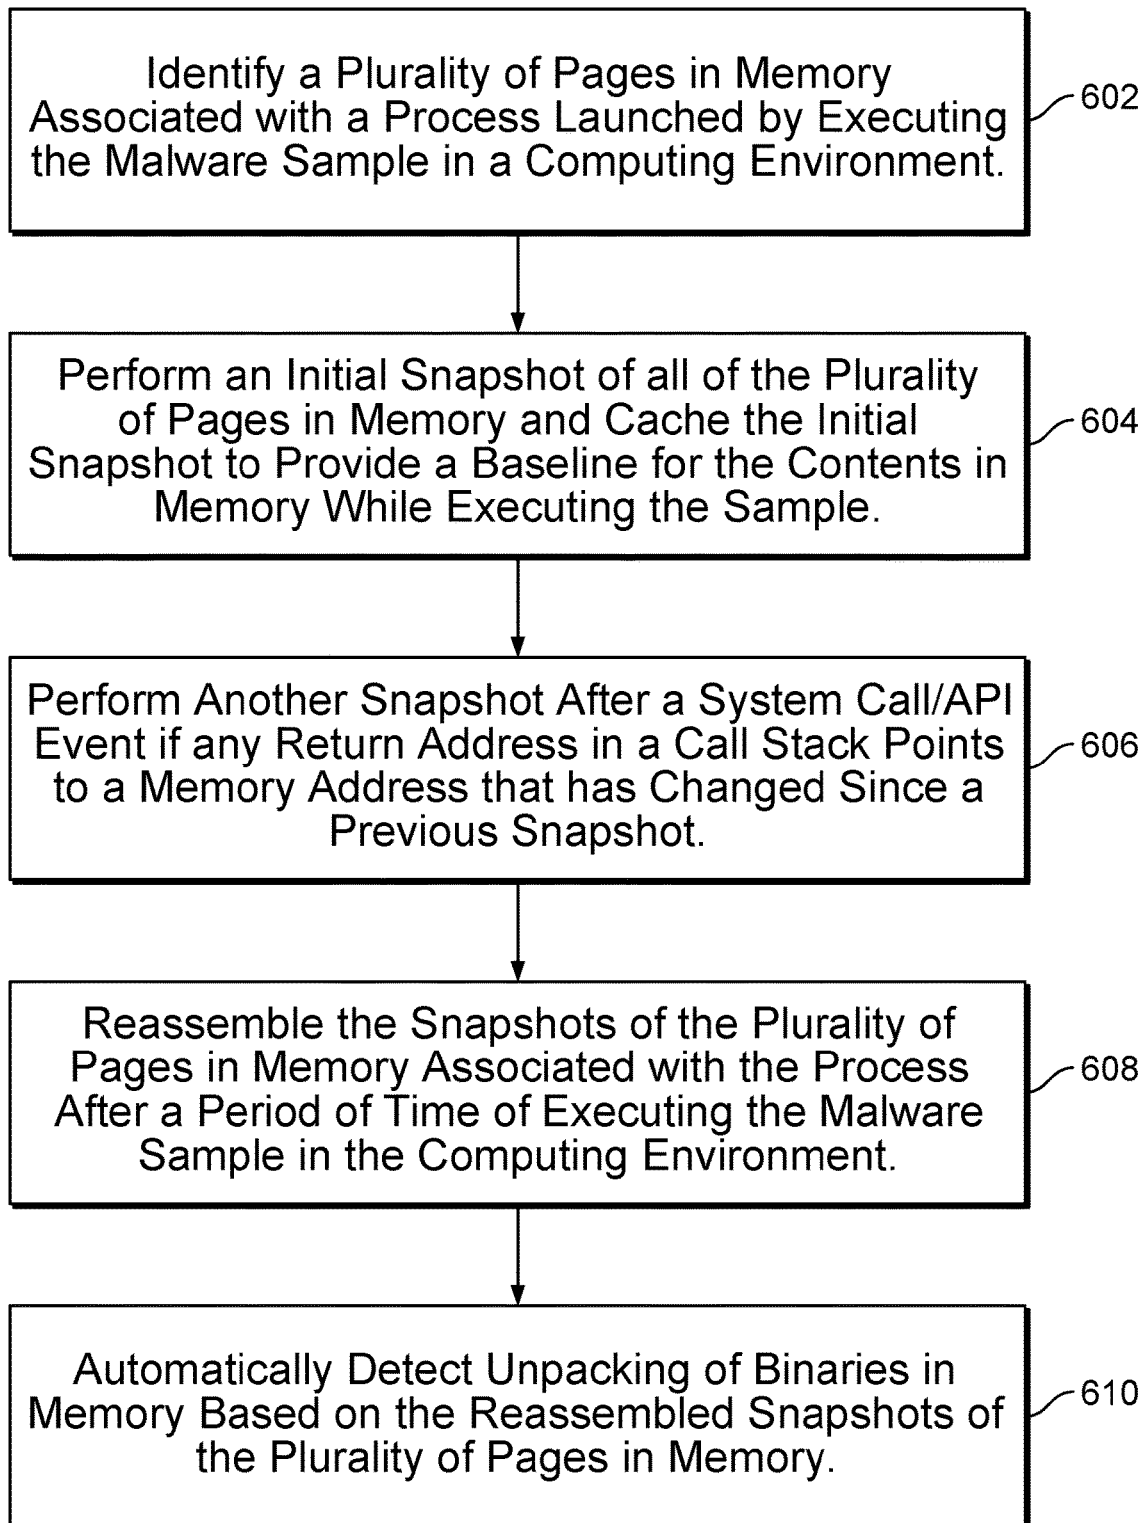 Identify a Plurality of Pages in Memory
Associated with a Process Launched by Executing
the Malware Sample in a Computing Environment.
602
Perform an Initial Snapshot of all of the Plurality
of Pages in Memory and Cache the Initial
Snapshot to Provide a Baseline for the Contents in
Memory While Executing the Sample.
604
Perform Another Snapshot After a System Call/API
Event if any Return Address in a Call Stack Points
to a Memory Address that has Changed Since a
Previous Snapshot.
606
Reassemble the Snapshots of the Plurality of
Pages in Memory Associated with the Process
After a Period of Time of Executing the Malware
Sample in the Computing Environment.
608
Automatically Detect Unpacking of Binaries in
Memory Based on the Reassembled Snapshots of
the Plurality of Pages in Memory.
610